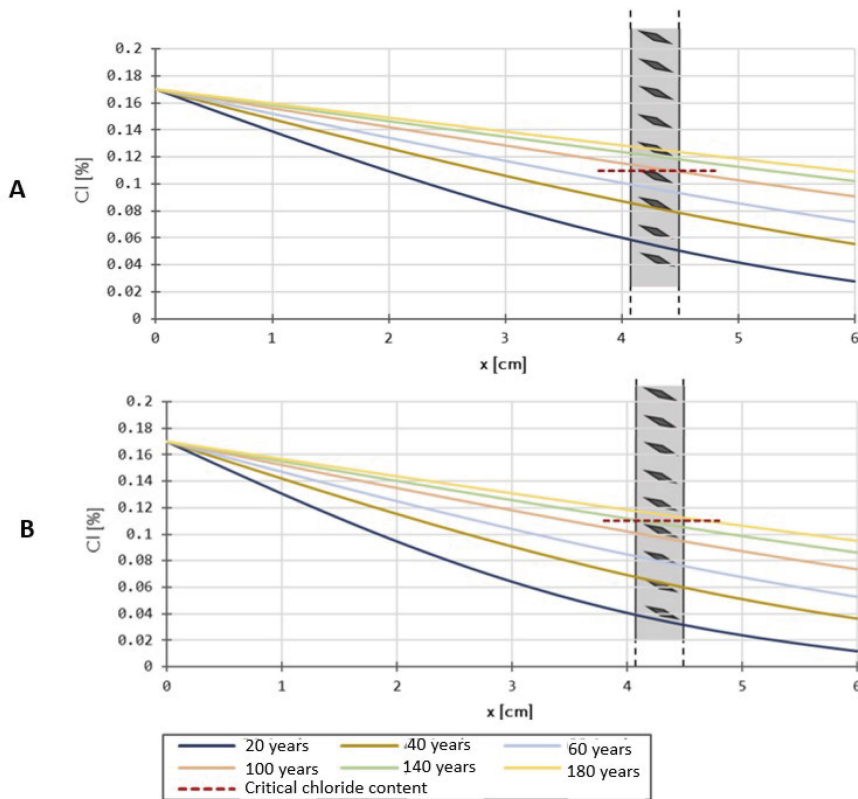 A
Cl [%]
0.2
0.18
0.16
0.14
0.12
0.1
0.08
0.06
0.04
0.02
0
0 1 2 3 4 5 6
x [cm]
B
Cl [%]
0.2
0.18
0.16
0.14
0.12
0.1
0.08
0.06
0.04
0.02
0
0 1 2 3 4 5 6
x [cm]
20 years 40 years 60 years
100 years 140 years 180 years
Critical chloride content